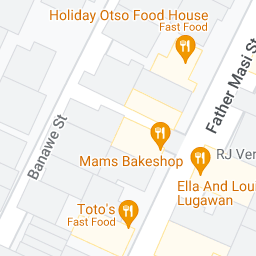 Holiday Otso Food House
Fast Food
Father Masi St
Banawe St
Mams Bakeshop
RJ Ver
Ella And Loui
Lugawan
Toto's
Fast Food